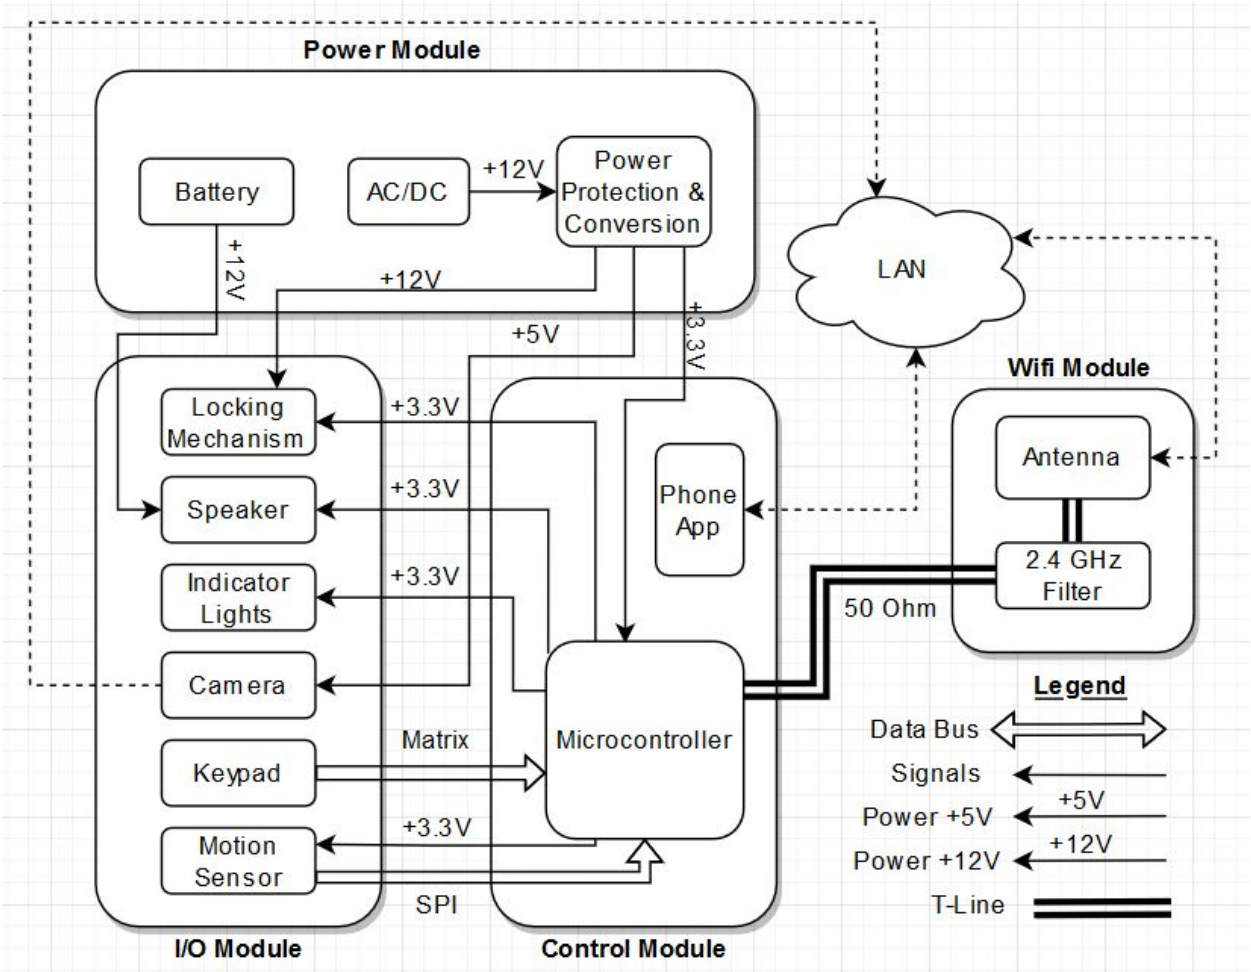 Power Module
Battery
AC/DC
+12V
Power
Protection &
Conversion
+12V
+12V
+5V
+3.3V
LAN
Wifi Module
Locking
Mechanism
+3.3V
Speaker
+3.3V
Indicator
Lights
+3.3V
Camera
Keypad
Matrix
Motion
Sensor
+3.3V
SPI
I/O Module
Phone
App
Microcontroller
Control Module
Antenna
2.4 GHz
Filter
50 Ohm
Legend
Data Bus
Signals
Power +5V
+5V
Power +12V
+12V
T-Line